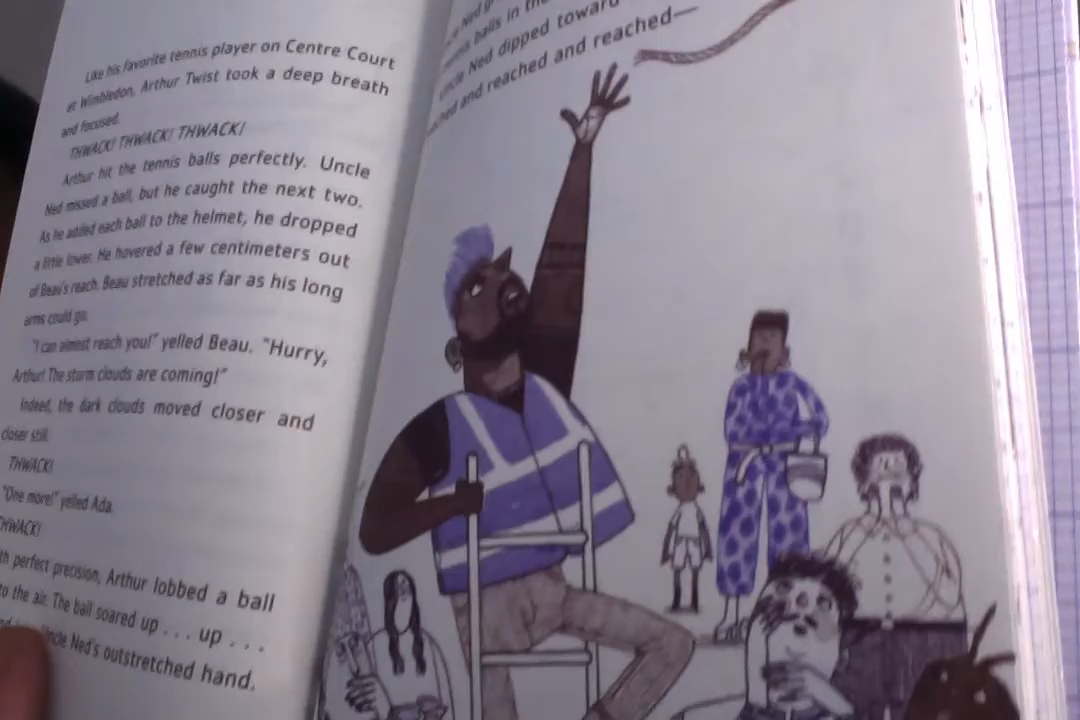 Like his favorite tennis player on Centre Court
at Wimbledon, Arthur Twist took a deep breath
and focused.
THWACK! THWACK! THWACK!
Arthur hit the tennis balls perfectly. Uncle
Ned missed a ball, but he caught the next two.
As he added each ball to the helmet, he dropped
a little lower. He hovered a few centimeters out
of Beau's reach. Beau stretched as far as his long
arms could go.
"I can almost reach you!" yelled Beau. "Hurry,
Arthur! The storm clouds are coming!"
Indeed, the dark clouds moved closer and
closer still.
THWACK!
"One more!" yelled Ada.
THWACK!
perfect precision, Arthur lobbed a ball
to the air. The ball soared up . . . up . . .
Uncle Ned's outstretched hand.
Ned
balls in the
Uncle Ned dipped toward
and reached and reached—